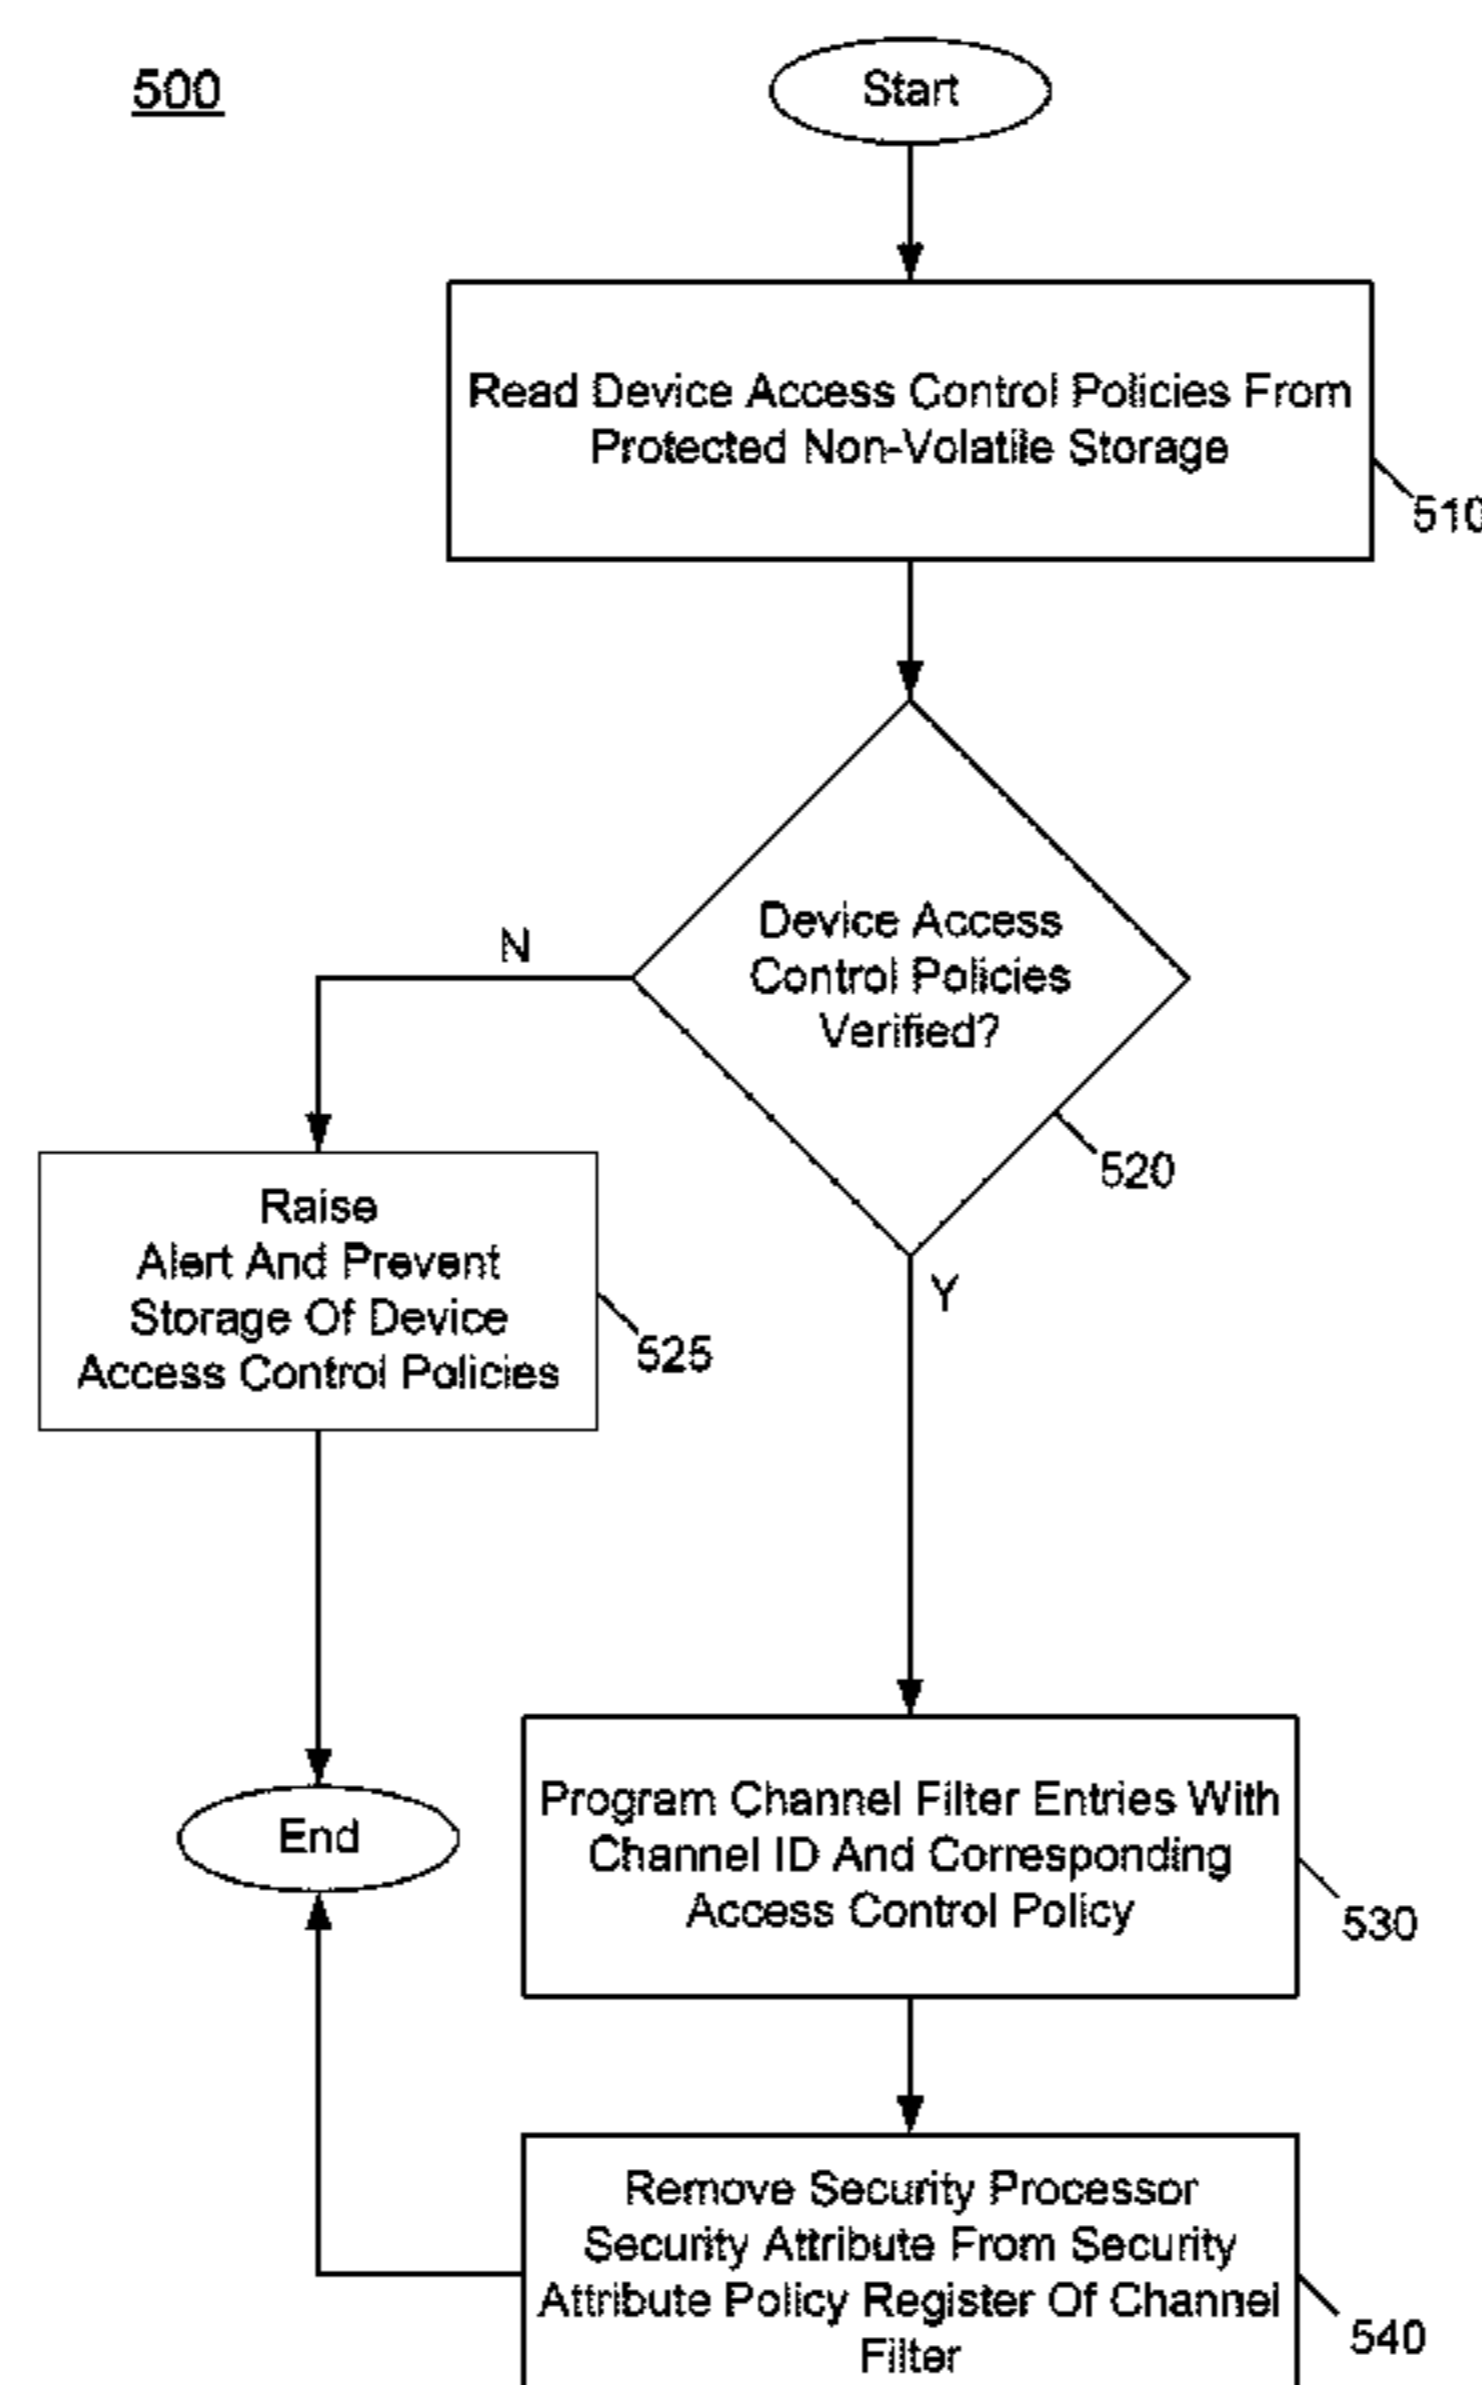 500
Start
Read Device Access Control Policies From
Protected Non-Volatile Storage
510
Device Access
Control Policies
Verified?
N
520
Raise
Alert And Prevent
Storage Of Device
Access Control Policies
525
Y
End
Program Channel Filter Entries With
Channel ID And Corresponding
Access Control Policy
530
Remove Security Processor
Security Attribute From Security
Attribute Policy Register Of Channel
Filter
540